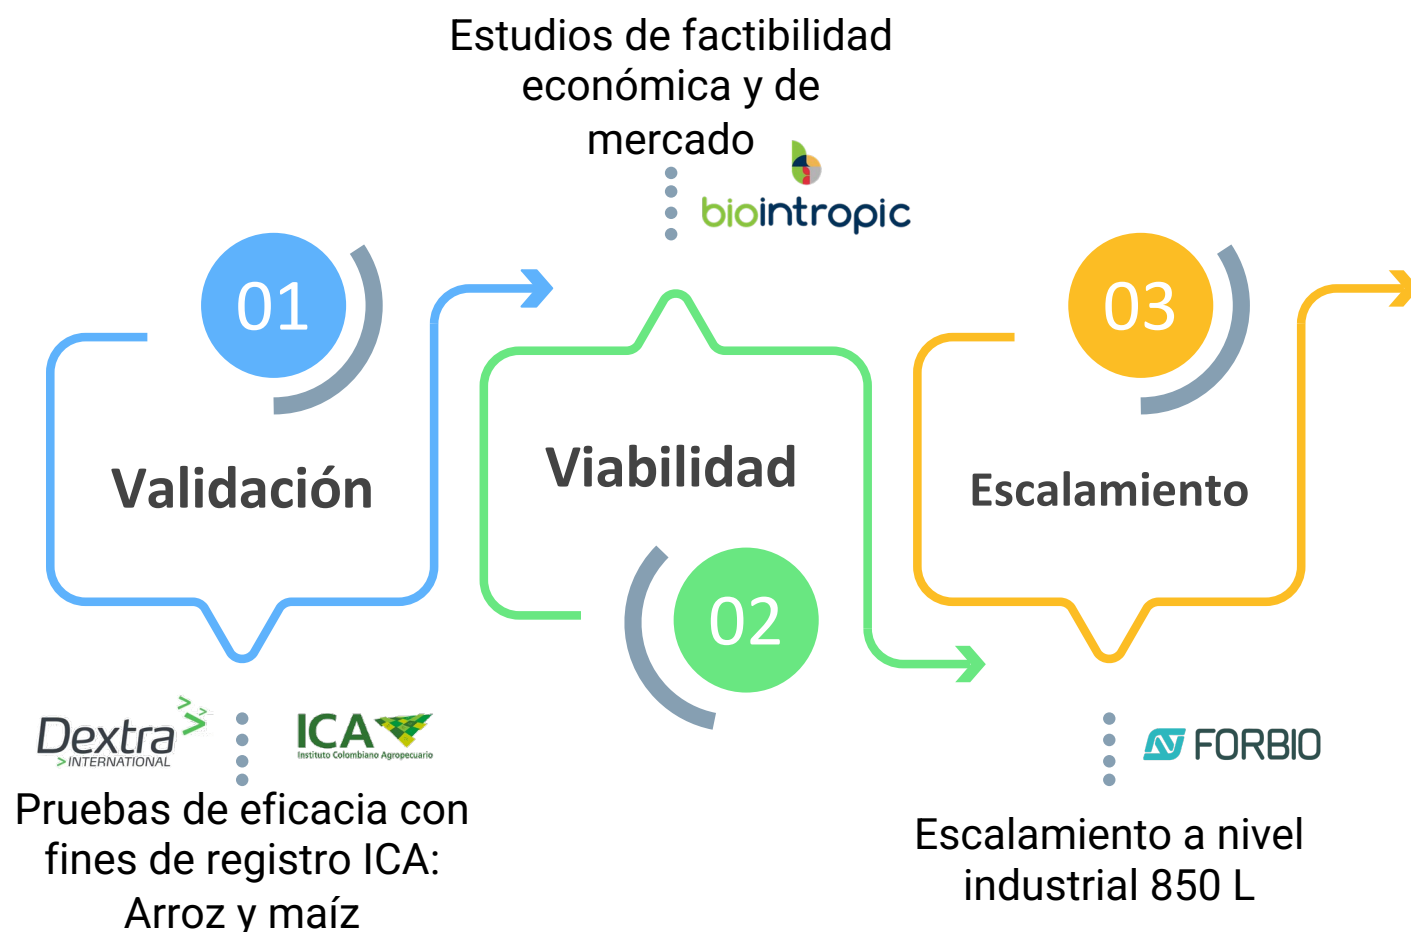 Estudios de factibilidad
económica y de
mercado
biointropic
01
Validación
Dextra
>INTERNATIONAL
ICA
Instituto Colombiano Agropecuario
Pruebas de eficacia con
fines de registro ICA:
Arroz y maíz
Viabilidad
02
03
Escalamiento
FORBIO
Escalamiento a nivel
industrial 850 L